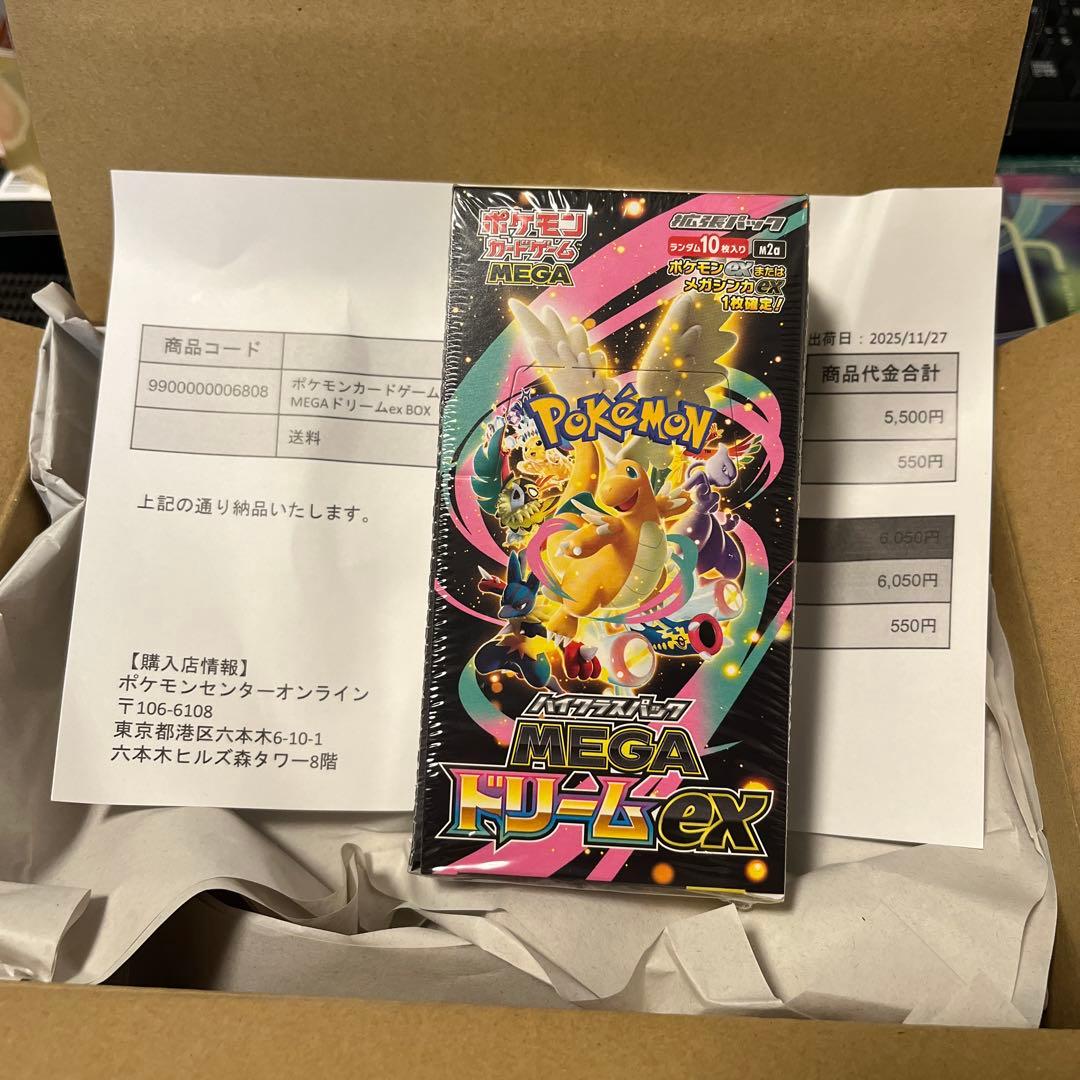 ポケモン
カードゲーム
MEGA
拡張パック
ランダム10枚入り
M2a
ポケモンexまたは
メガシンカex
1枚確定!
POKéMON
TM
ハイクラスパック
MEGA
ドリームex
商品コード
9900000006808
ポケモンカードゲーム
MEGAドリームex BOX
送料
上記の通り納品いたします。
【購入店情報】
ポケモンセンターオンライン
〒106-6108
東京都港区六本木6-10-1
六本木ヒルズ森タワー8階
出荷日:2025/11/27
商品代金合計
5,500円
550円
6,050円
6,050円
550円